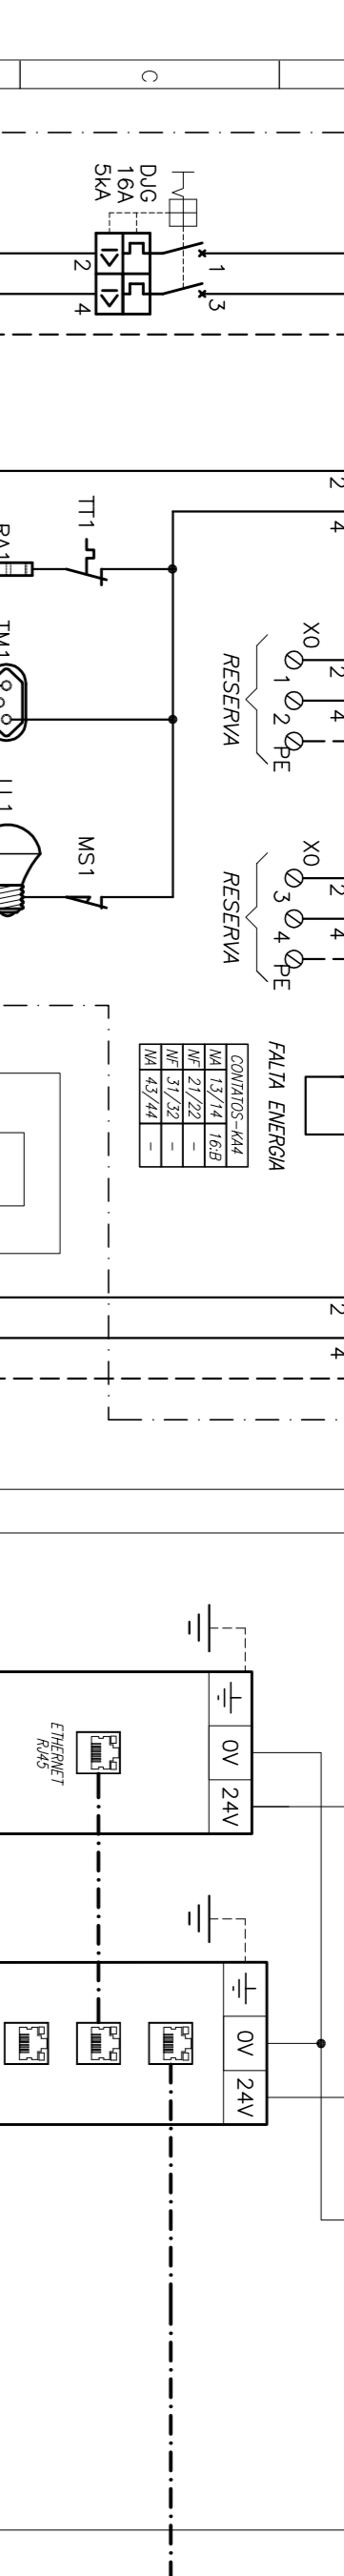 C
DJG
16A
5kA
1
3
2
4
2
4
TT1
RA1
TM1
MS1
X0
2
4
1
2
PE
RESERVA
X0
2
4
3
4
PE
RESERVA
FALTA ENERGIA
CONTATOS-KA4
NA 13/14 16:B
NF 21/22 -
NF 31/32 -
NA 43/44 -
2
4
0V
24V
ETHERNET
RJ45
0V
24V